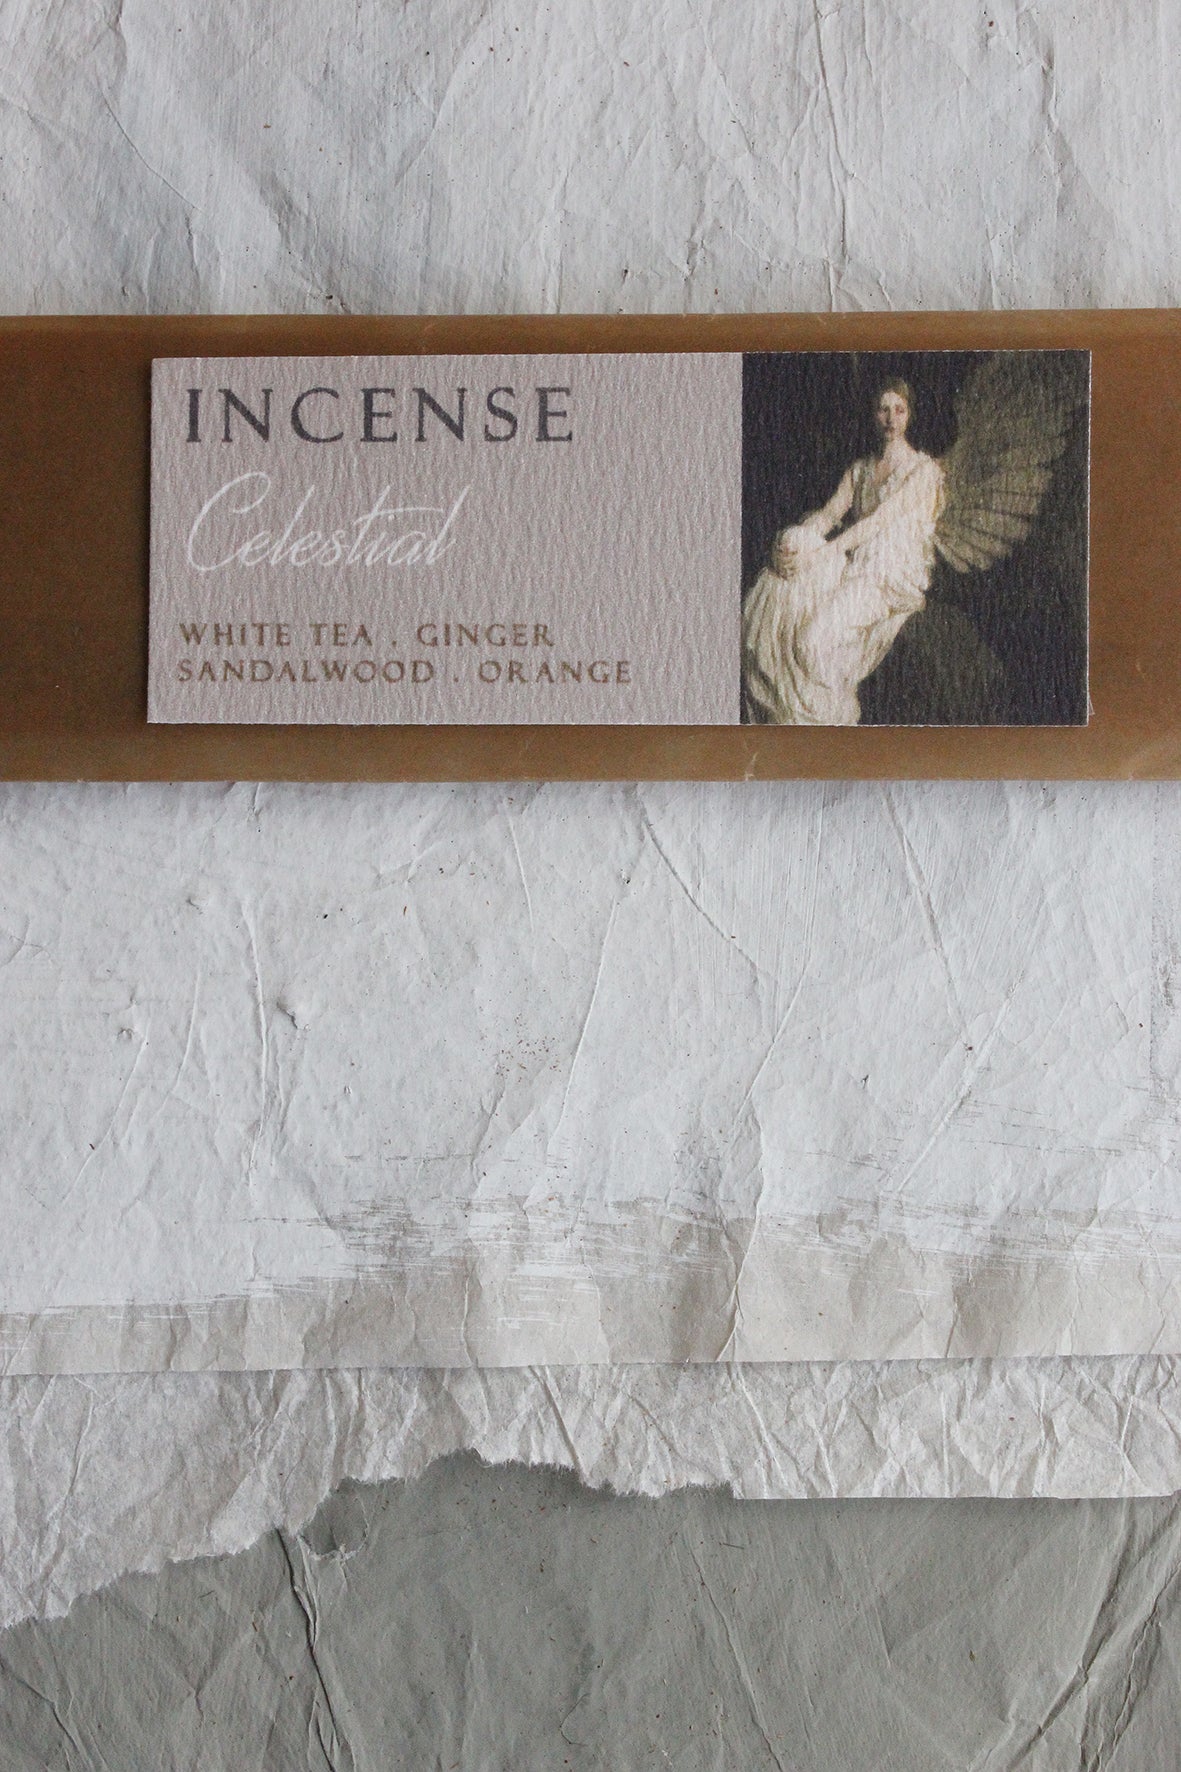 INCENSE
Celestial
WHITE TEA . GINGER
SANDALWOOD . ORANGE